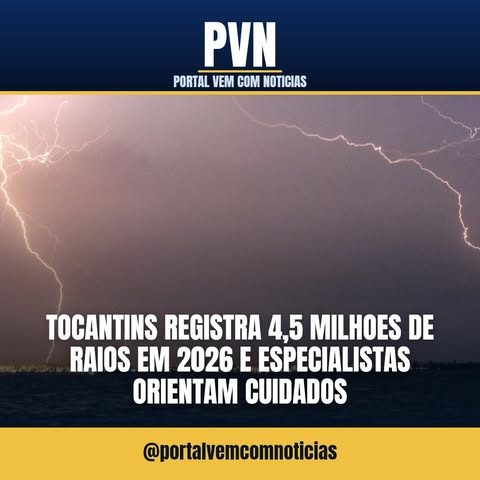 PVN
PORTAL VEM COM NOTICIAS
TOCANTINS REGISTRA 4,5 MILHOES DE
RAIOS EM 2026 E ESPECIALISTAS
ORIENTAM CUIDADOS
@portalvemcomnoticias